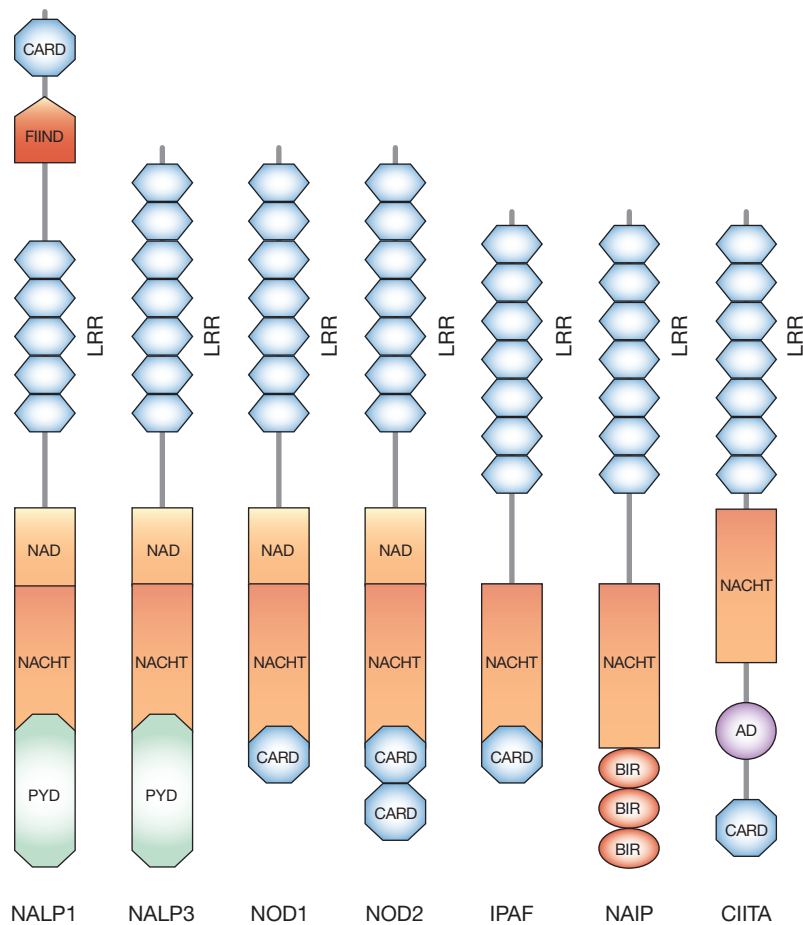 CARD
FIIND
LRR LRR LRR LRR LRR LRR LRR
NAD NAD NAD NAD
NACHT
NACHT NACHT NACHT NACHT NACHT NACHT
AD
CARD CARD CARD
BIR
PYD PYD
BIR
CARD
CARD
BIR
NALP1 NALP3 NOD1 NOD2 IPAF NAIP CIITA